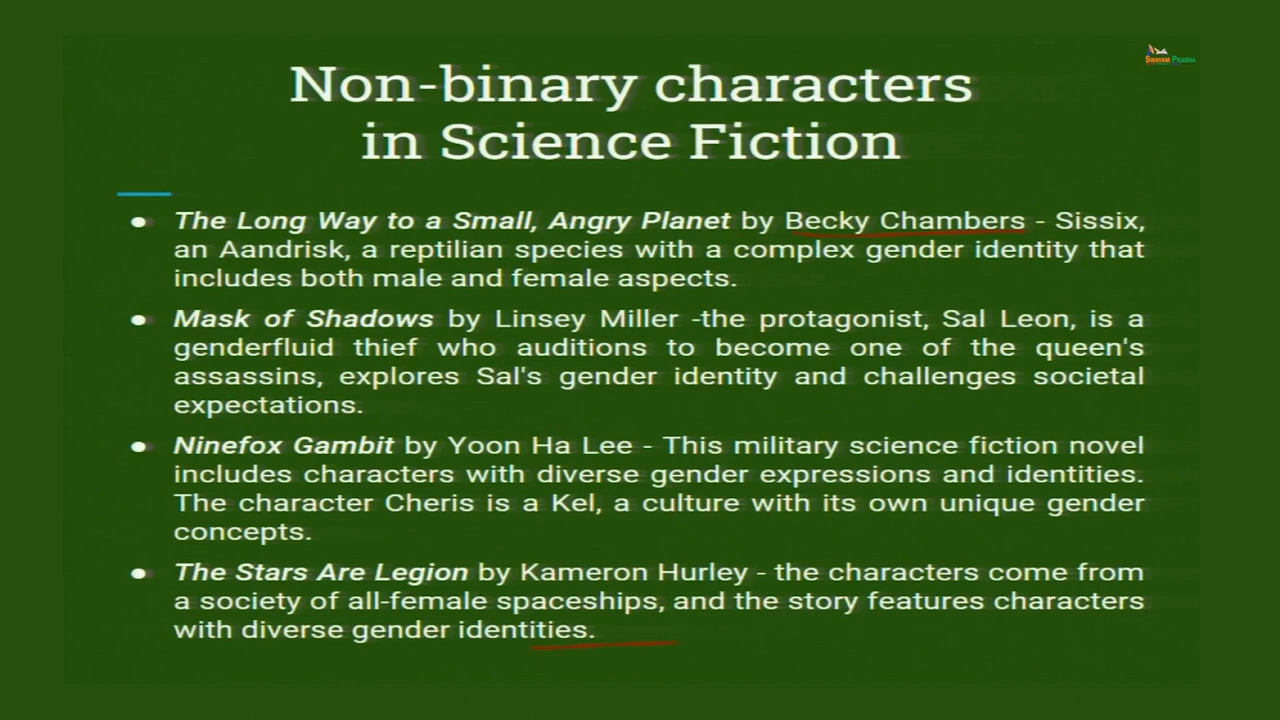 SWAYAM PRABHA
Non-binary characters
in Science Fiction
● The Long Way to a Small, Angry Planet by Becky Chambers - Sissix,
an Aandrisk, a reptilian species with a complex gender identity that
includes both male and female aspects.
● Mask of Shadows by Linsey Miller -the protagonist, Sal Leon, is a
genderfluid thief who auditions to become one of the queen's
assassins, explores Sal's gender identity and challenges societal
expectations.
● Ninefox Gambit by Yoon Ha Lee - This military science fiction novel
includes characters with diverse gender expressions and identities.
The character Cheris is a Kel, a culture with its own unique gender
concepts.
● The Stars Are Legion by Kameron Hurley - the characters come from
a society of all-female spaceships, and the story features characters
with diverse gender identities.